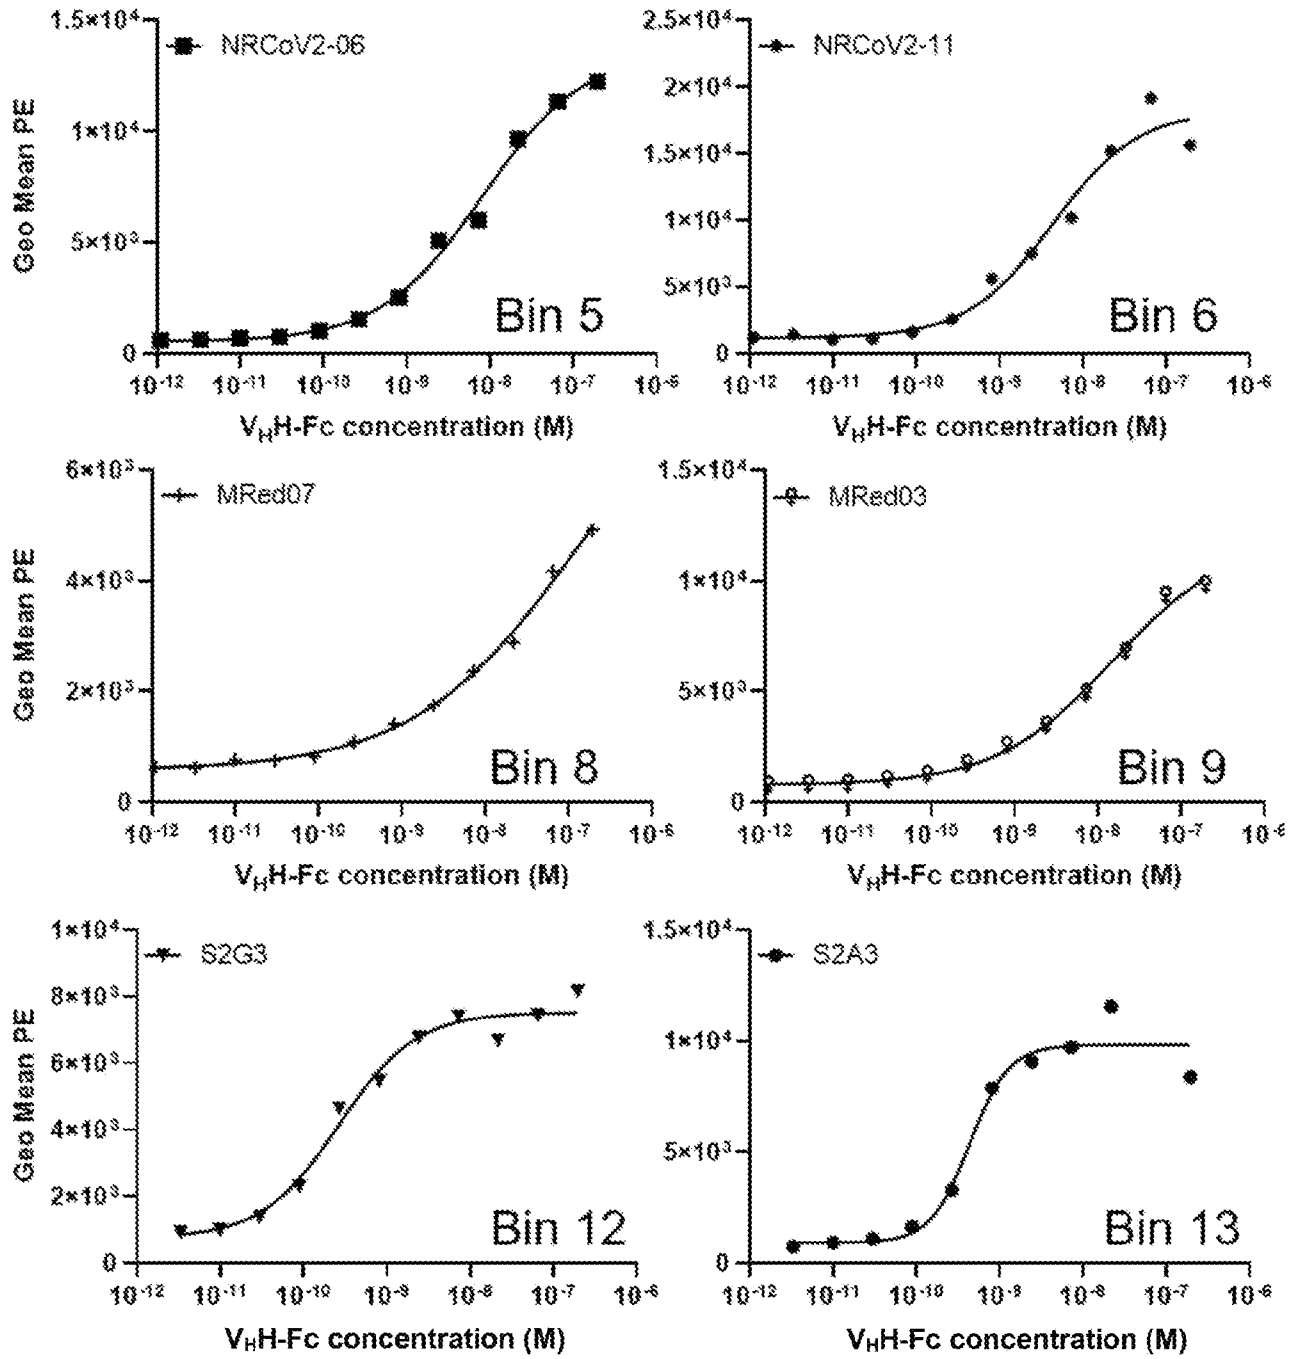 1.5×10⁴
NRCoV2-06
1×10⁴
5×10³
0
Geo Mean PE
Bin 5
10⁻¹² 10⁻¹¹ 10⁻¹⁰ 10⁻⁹ 10⁻⁸ 10⁻⁷ 10⁻⁶
VHH-Fc concentration (M)
2.5×10⁴
NRCoV2-11
2×10⁴
1.5×10⁴
1×10⁴
5×10³
0
Bin 6
10⁻¹² 10⁻¹¹ 10⁻¹⁰ 10⁻⁹ 10⁻⁸ 10⁻⁷ 10⁻⁶
VHH-Fc concentration (M)
6×10³
MRed07
4×10³
2×10³
0
Geo Mean PE
Bin 8
10⁻¹² 10⁻¹¹ 10⁻¹⁰ 10⁻⁹ 10⁻⁸ 10⁻⁷ 10⁻⁶
VHH-Fc concentration (M)
1.5×10⁴
MRed03
1×10⁴
5×10³
0
Bin 9
10⁻¹² 10⁻¹¹ 10⁻¹⁰ 10⁻⁹ 10⁻⁸ 10⁻⁷ 10⁻⁶
VHH-Fc concentration (M)
1×10⁴
S2G3
8×10³
6×10³
4×10³
2×10³
0
Geo Mean PE
Bin 12
10⁻¹² 10⁻¹¹ 10⁻¹⁰ 10⁻⁹ 10⁻⁸ 10⁻⁷ 10⁻⁶
VHH-Fc concentration (M)
1.5×10⁴
S2A3
1×10⁴
5×10³
0
Bin 13
10⁻¹² 10⁻¹¹ 10⁻¹⁰ 10⁻⁹ 10⁻⁸ 10⁻⁷ 10⁻⁶
VHH-Fc concentration (M)